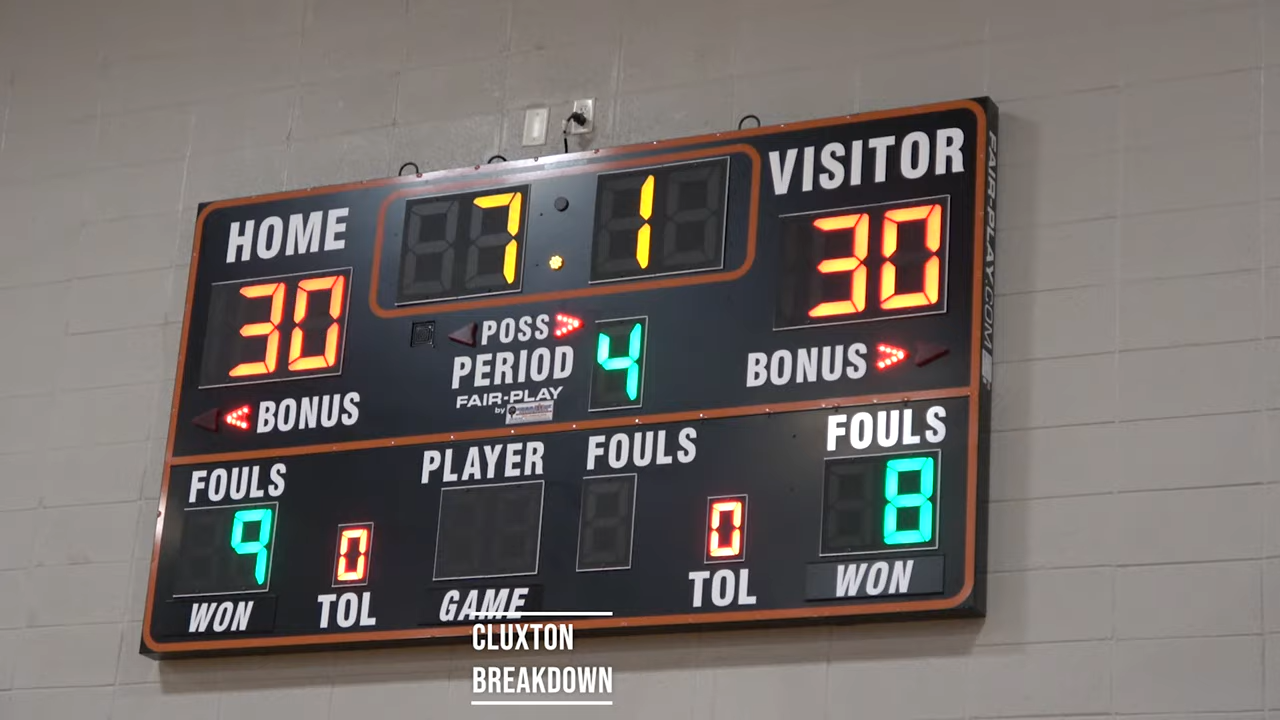 HOME
7.1
VISITOR
30
30
POSS
PERIOD
4
FAIR-PLAY
by
BONUS
BONUS
FOULS
PLAYER
FOULS
FOULS
9
0
0
8
WON
TOL
GAME
TOL
WON
FAIR-PLAY.COM
CLUXTON
BREAKDOWN